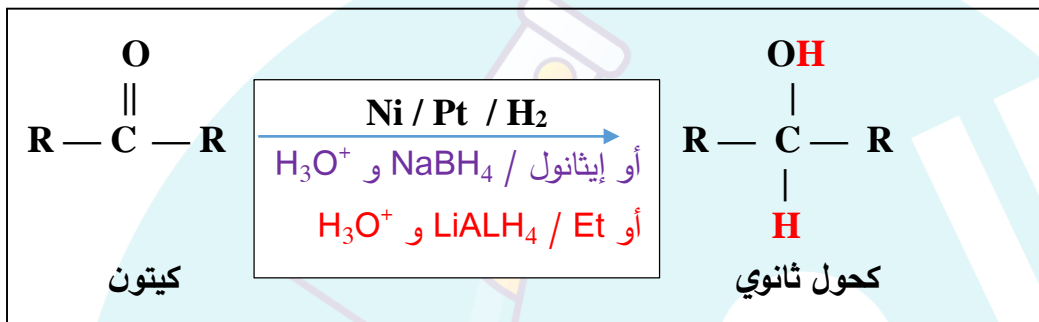 O
||
R — C — R
Ni / Pt / H₂
أو إيثانول / NaBH₄ و H₃O⁺
أو LiALH₄ / Et و H₃O⁺
OH
|
R — C — R
|
H
كيتون
كحول ثانوي